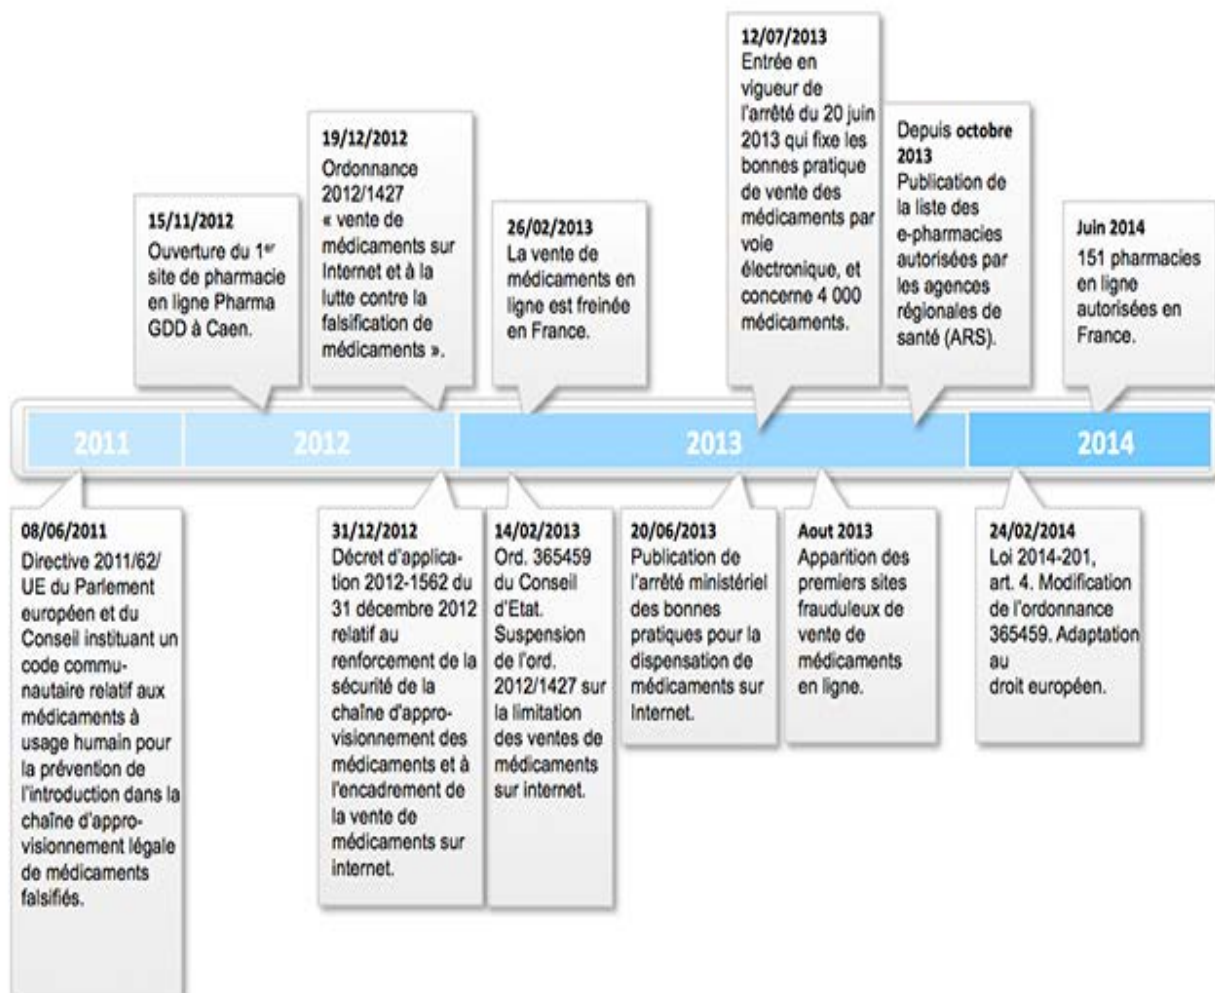 12/07/2013
Entrée en
vigueur de
l'arrêté du 20 juin
2013 qui fixe les
bonnes pratique
de vente des
médicaments par
voie
électronique, et
concerne 4 000
médicaments.
19/12/2012
Ordonnance
2012/1427
« vente de
médicaments sur
Internet et à la
lutte contre la
falsification de
médicaments ».
Depuis octobre
2013
Publication de
la liste des
e-pharmacies
autorisées par
les agences
régionales de
santé (ARS).
15/11/2012
Ouverture du 1er
site de pharmacie
en ligne Pharma
GDD à Caen.
26/02/2013
La vente de
médicaments en
ligne est freinée
en France.
Juin 2014
151 pharmacies
en ligne
autorisées en
France.
2011
2012
2013
2014
08/06/2011
Directive 2011/62/
UE du Parlement
européen et du
Conseil instituant un
code commu-
nautaire relatif aux
médicaments à
usage humain pour
la prévention de
l'introduction dans la
chaîne d'appro-
visionnement légale
de médicaments
falsifiés.
31/12/2012
Décret d'applica-
tion 2012-1562 du
31 décembre 2012
relatif au
renforcement de la
sécurité de la
chaîne d'appro-
visionnement des
médicaments et à
l'encadrement de
la vente de
médicaments sur
internet.
14/02/2013
Ord. 365459
du Conseil
d'Etat.
Suspension
de l'ord.
2012/1427 sur
la limitation
des ventes de
médicaments
sur internet.
20/06/2013
Publication de
l'arrêté ministériel
des bonnes
pratiques pour la
dispensation de
médicaments sur
Internet.
Aout 2013
Apparition des
premiers sites
frauduleux de
vente de
médicaments
en ligne.
24/02/2014
Loi 2014-201,
art. 4. Modification
de l'ordonnance
365459. Adaptation
au
droit européen.